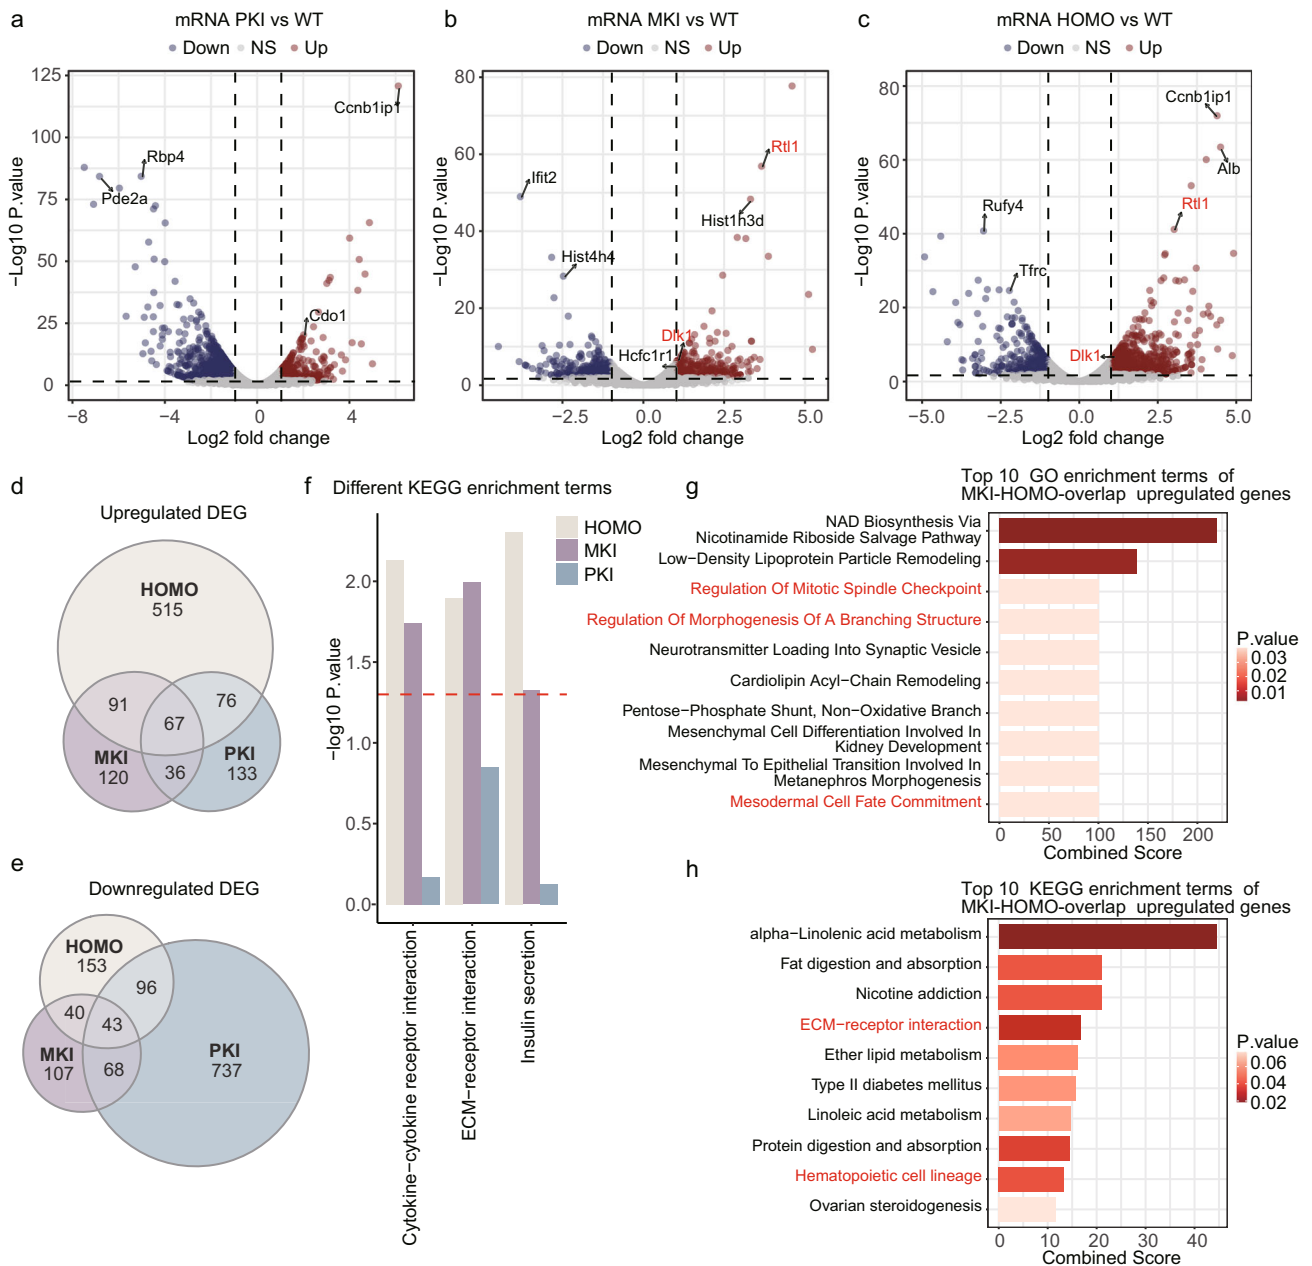 a
mRNA PKI vs WT
Down NS Up
−Log10 P.value
125
100
75
50
25
0
−8
−4
0
4
Log2 fold change
Ccnb1ip1
Rbp4
Pde2a
Cdo1
b
mRNA MKI vs WT
Down NS Up
−Log10 P.value
80
60
40
20
0
−2.5
0.0
2.5
5.0
Log2 fold change
Rtl1
Ifit2
Hist1h3d
Hist4h4
Dlk1
Hcfc1r1
c
mRNA HOMO vs WT
Down NS Up
−Log10 P.value
80
60
40
20
0
−5.0
−2.5
0.0
2.5
5.0
Log2 fold change
Ccnb1ip1
Alb
Rtl1
Rufy4
Tfrc
Dlk1
d
Upregulated DEG
HOMO
515
91
76
67
MKI
120
36
PKI
133
e
Downregulated DEG
HOMO
153
96
40
43
MKI
107
68
PKI
737
f
Different KEGG enrichment terms
HOMO
MKI
PKI
−log10 P.value
2.0
1.5
1.0
0.5
0.0
Cytokine−cytokine receptor interaction
ECM−receptor interaction
Insulin secretion
g
Top 10 GO enrichment terms of
MKI-HOMO-overlap upregulated genes
NAD Biosynthesis Via
Nicotinamide Riboside Salvage Pathway
Low−Density Lipoprotein Particle Remodeling
Regulation Of Mitotic Spindle Checkpoint
Regulation Of Morphogenesis Of A Branching Structure
Neurotransmitter Loading Into Synaptic Vesicle
Cardiolipin Acyl−Chain Remodeling
Pentose−Phosphate Shunt, Non−Oxidative Branch
Mesenchymal Cell Differentiation Involved In
Kidney Development
Mesenchymal To Epithelial Transition Involved In
Metanephros Morphogenesis
Mesodermal Cell Fate Commitment
0
50
100
150
200
Combined Score
P.value
0.03
0.02
0.01
h
Top 10 KEGG enrichment terms of
MKI-HOMO-overlap upregulated genes
alpha−Linolenic acid metabolism
Fat digestion and absorption
Nicotine addiction
ECM−receptor interaction
Ether lipid metabolism
Type II diabetes mellitus
Linoleic acid metabolism
Protein digestion and absorption
Hematopoietic cell lineage
Ovarian steroidogenesis
0
10
20
30
40
Combined Score
P.value
0.06
0.04
0.02